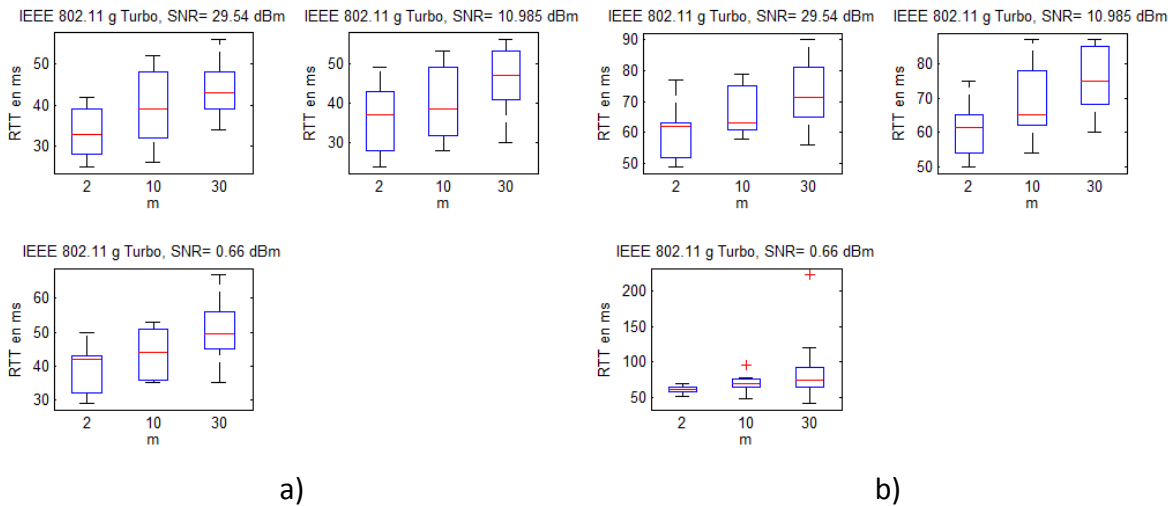 IEEE 802.11 g Turbo, SNR= 29.54 dBm
RTT en ms
50
40
30
2
10
30
m
IEEE 802.11 g Turbo, SNR= 10.985 dBm
RTT en ms
50
40
30
2
10
30
m
IEEE 802.11 g Turbo, SNR= 0.66 dBm
RTT en ms
60
50
40
30
2
10
30
m
a)
IEEE 802.11 g Turbo, SNR= 29.54 dBm
RTT en ms
90
80
70
60
50
2
10
30
m
IEEE 802.11 g Turbo, SNR= 10.985 dBm
RTT en ms
80
70
60
50
2
10
30
m
IEEE 802.11 g Turbo, SNR= 0.66 dBm
RTT en ms
200
150
100
50
2
10
30
m
b)